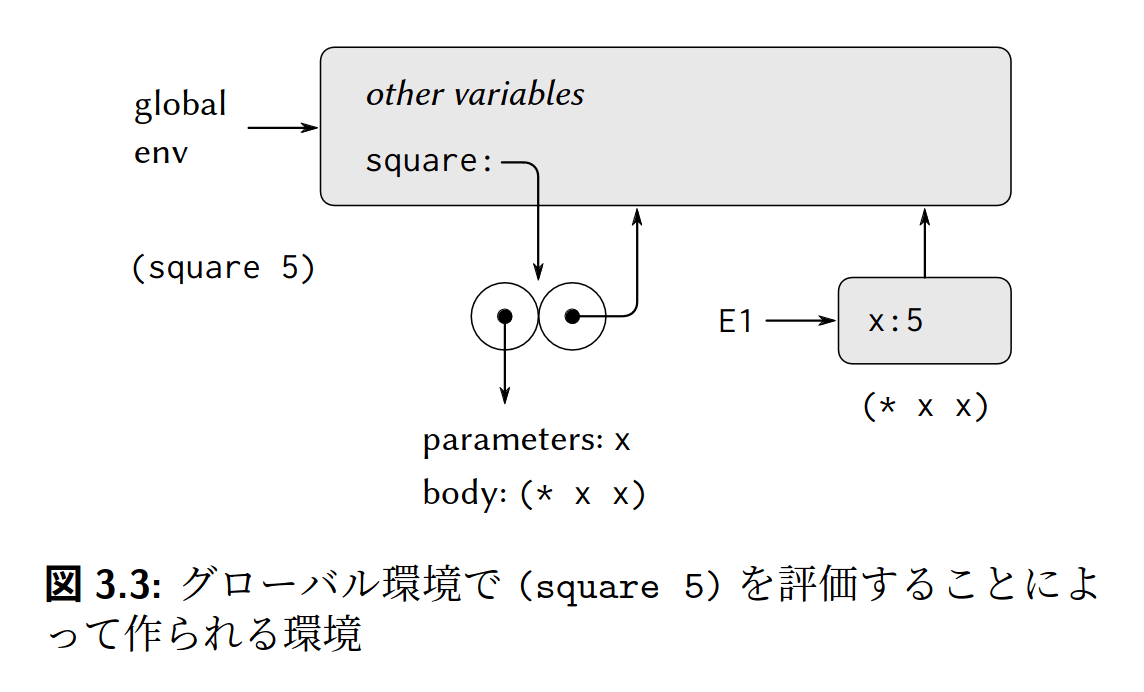 other variables
global
env
square:
(square 5)
E1
x:5
(* x x)
parameters: x
body: (* x x)
図 3.3: グローバル環境で (square 5) を評価することによ
って作られる環境